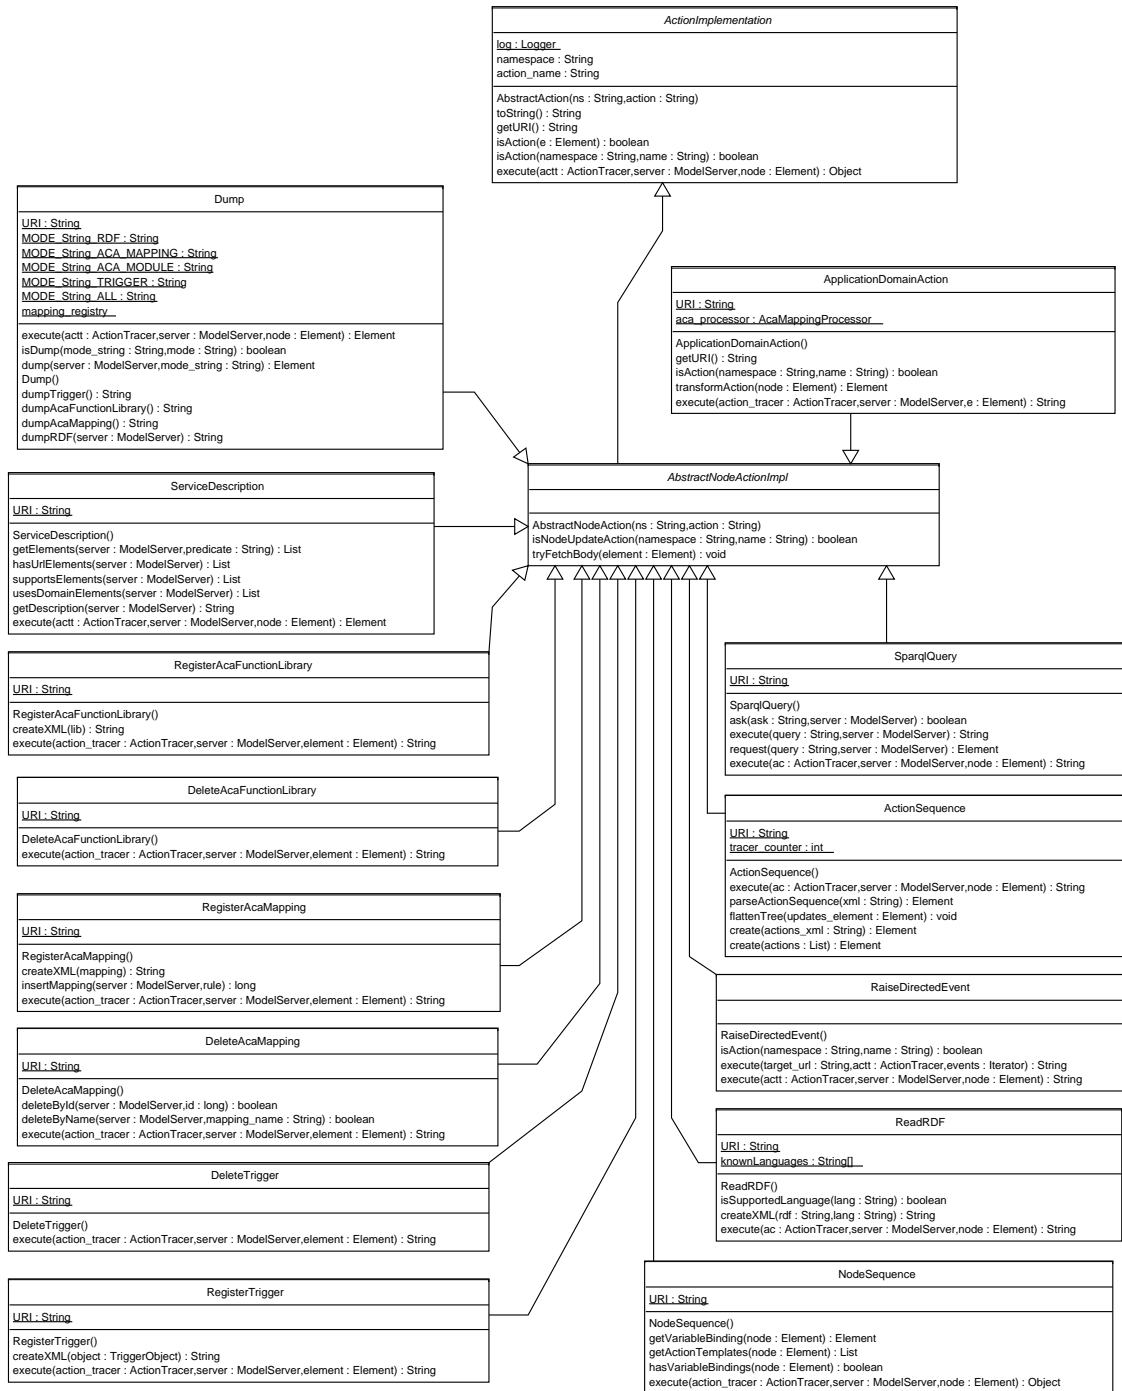 ActionImplementation
log : Logger
namespace : String
action_name : String
AbstractAction(ns : String,action : String)
toString() : String
getURI() : String
isAction(e : Element) : boolean
isAction(namespace : String,name : String) : boolean
execute(actt : ActionTracer,server : ModelServer,node : Element) : Object
Dump
URI : String
MODE_String_RDF : String
MODE_String_ACA_MAPPING : String
MODE_String_ACA_MODULE : String
MODE_String_TRIGGER : String
MODE_String_ALL : String
mapping_registry
execute(actt : ActionTracer,server : ModelServer,node : Element) : Element
isDump(mode_string : String,mode : String) : boolean
dump(server : ModelServer,mode_string : String) : Element
Dump()
dumpTrigger() : String
dumpAcaFunctionLibrary() : String
dumpAcaMapping() : String
dumpRDF(server : ModelServer) : String
ApplicationDomainAction
URI : String
aca_processor : AcaMappingProcessor
ApplicationDomainAction()
getURI() : String
isAction(namespace : String,name : String) : boolean
transformAction(node : Element) : Element
execute(action_tracer : ActionTracer,server : ModelServer,e : Element) : String
AbstractNodeActionImpl
AbstractNodeAction(ns : String,action : String)
isNodeUpdateAction(namespace : String,name : String) : boolean
tryFetchBody(element : Element) : void
ServiceDescription
URI : String
ServiceDescription()
getElements(server : ModelServer,predicate : String) : List
hasUrlElements(server : ModelServer) : List
supportsElements(server : ModelServer) : List
usesDomainElements(server : ModelServer) : List
getDescription(server : ModelServer) : String
execute(actt : ActionTracer,server : ModelServer,node : Element) : Element
RegisterAcaFunctionLibrary
URI : String
RegisterAcaFunctionLibrary()
createXML(lib) : String
execute(action_tracer : ActionTracer,server : ModelServer,element : Element) : String
SparqlQuery
URI : String
SparqlQuery()
ask(ask : String,server : ModelServer) : boolean
execute(query : String,server : ModelServer) : String
request(query : String,server : ModelServer) : Element
execute(ac : ActionTracer,server : ModelServer,node : Element) : String
DeleteAcaFunctionLibrary
URI : String
DeleteAcaFunctionLibrary()
execute(action_tracer : ActionTracer,server : ModelServer,element : Element) : String
ActionSequence
URI : String
tracer_counter : int
ActionSequence()
execute(ac : ActionTracer,server : ModelServer,node : Element) : String
parseActionSequence(xml : String) : Element
flattenTree(updates_element : Element) : void
create(actions_xml : String) : Element
create(actions : List) : Element
RegisterAcaMapping
URI : String
RegisterAcaMapping()
createXML(mapping) : String
insertMapping(server : ModelServer,rule) : long
execute(action_tracer : ActionTracer,server : ModelServer,element : Element) : String
RaiseDirectedEvent
RaiseDirectedEvent()
isAction(namespace : String,name : String) : boolean
execute(target_url : String,actt : ActionTracer,events : Iterator) : String
execute(actt : ActionTracer,server : ModelServer,node : Element) : String
DeleteAcaMapping
URI : String
DeleteAcaMapping()
deleteById(server : ModelServer,id : long) : boolean
deleteByName(server : ModelServer,mapping_name : String) : boolean
execute(action_tracer : ActionTracer,server : ModelServer,element : Element) : String
ReadRDF
URI : String
knownLanguages : String[]
ReadRDF()
isSupportedLanguage(lang : String) : boolean
createXML(rdf : String,lang : String) : String
execute(ac : ActionTracer,server : ModelServer,node : Element) : String
DeleteTrigger
URI : String
DeleteTrigger()
execute(action_tracer : ActionTracer,server : ModelServer,element : Element) : String
NodeSequence
URI : String
NodeSequence()
getVariableBinding(node : Element) : Element
getActionTemplates(node : Element) : List
hasVariableBindings(node : Element) : boolean
execute(action_tracer : ActionTracer,server : ModelServer,node : Element) : Object
RegisterTrigger
URI : String
RegisterTrigger()
createXML(object : TriggerObject) : String
execute(action_tracer : ActionTracer,server : ModelServer,element : Element) : String